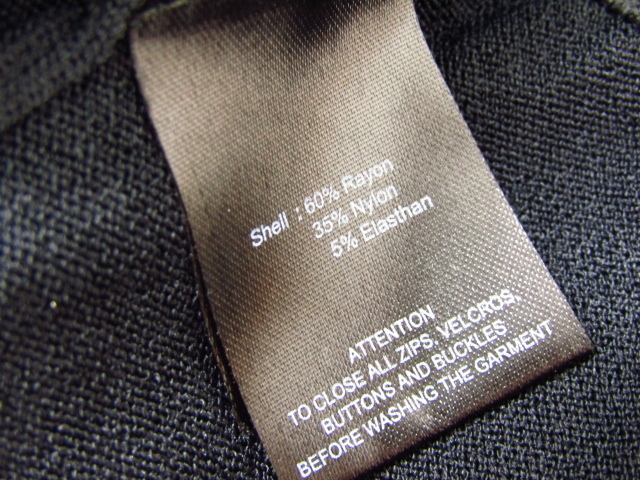 Shell : 60% Rayon
35% Nylon
5% Elasthan
ATTENTION
TO CLOSE ALL ZIPS, VELCROS,
BUTTONS AND BUCKLES
BEFORE WASHING THE GARMENT